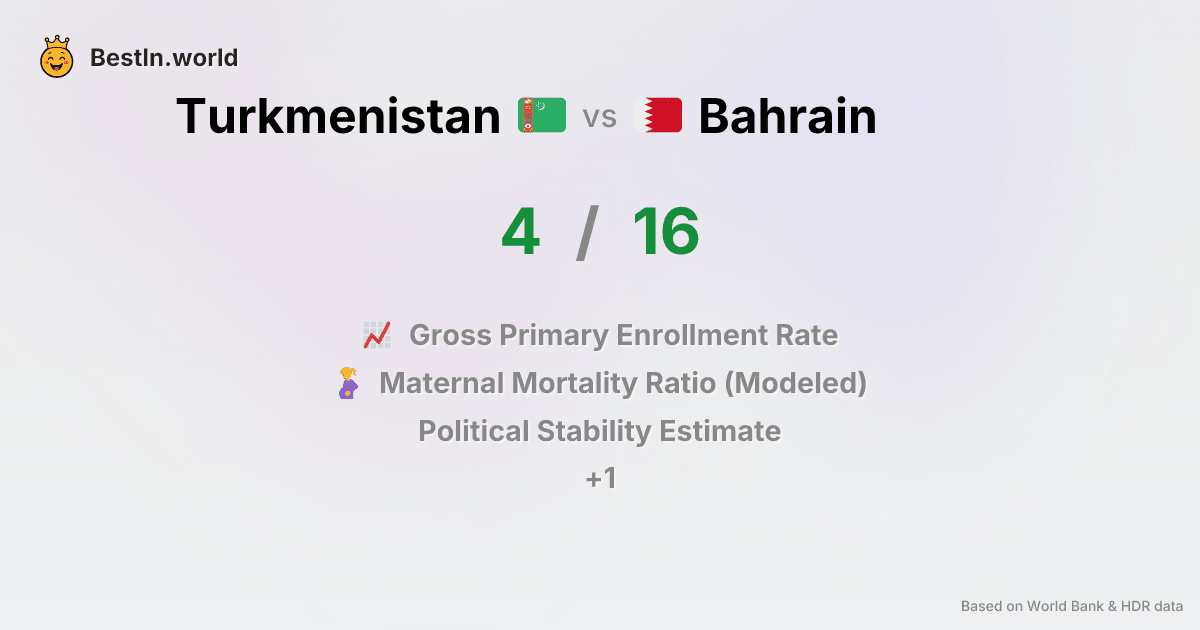 BestIn.world
Turkmenistan vs Bahrain
4 / 16
Gross Primary Enrollment Rate
Maternal Mortality Ratio (Modeled)
Political Stability Estimate
+1
Based on World Bank & HDR data